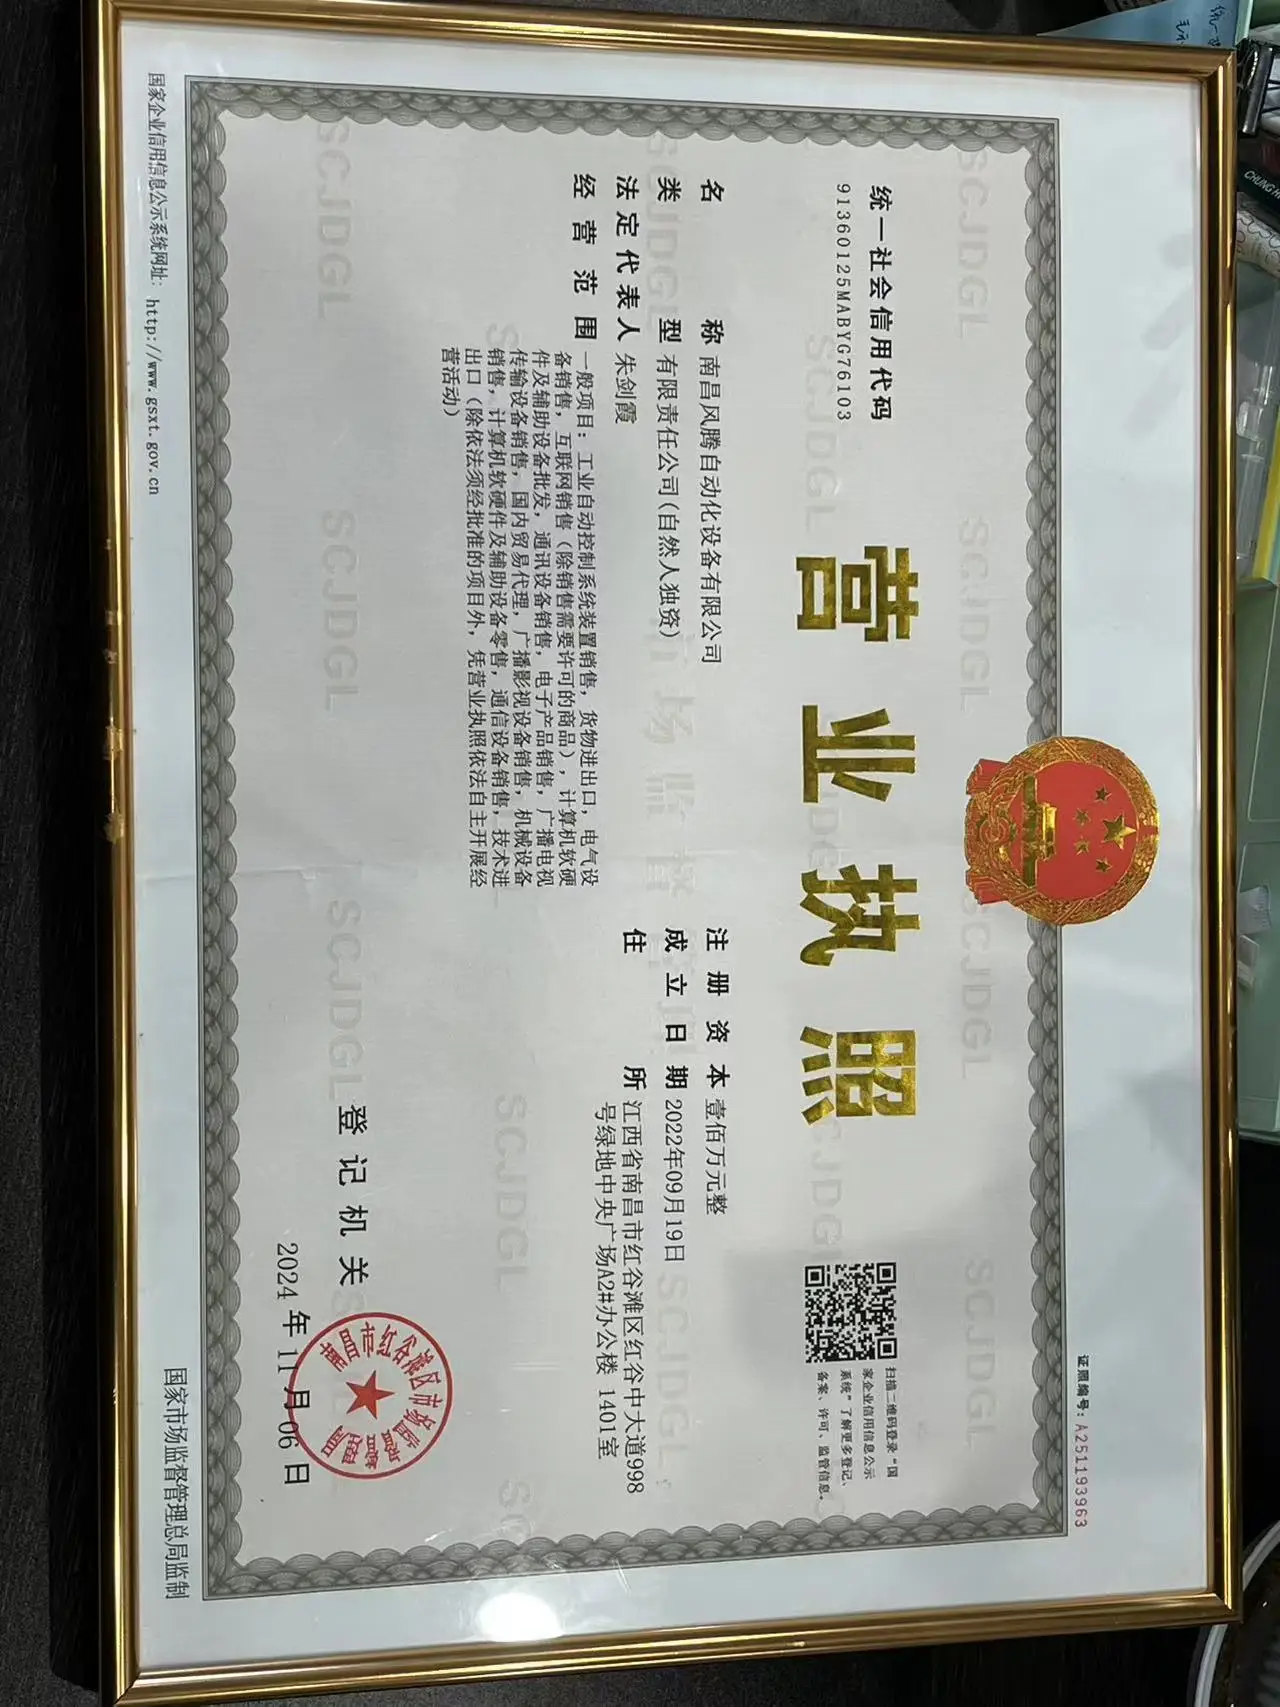 证照编号：A251193963
统一社会信用代码
91360125MABYG76103
营业执照
扫描二维码登录“国
家企业信用信息公示
系统”了解更多登记、
备案、许可、监管信息。
名称 南昌风腾自动化设备有限公司
类型 有限责任公司(自然人独资)
法定代表人 朱剑霞
经营范围 一般项目：工业自动控制系统装置销售，货物进出口，电气设
备销售，互联网销售（除销售需要许可的商品），计算机软硬
件及辅助设备批发，通讯设备销售，电子产品销售，广播电视
传输设备销售，国内贸易代理，广播影视设备销售，机械设备
销售，计算机软硬件及辅助设备零售，通信设备销售，技术进
出口（除依法须经批准的项目外，凭营业执照依法自主开展经
营活动）
注册资本 壹佰万元整
成立日期 2022年09月19日
住所 江西省南昌市红谷滩区红谷中大道998
号绿地中央广场A2#办公楼 1401室
登记机关
2024年11月06日
国家企业信用信息公示系统网址：http://www.gsxt.gov.cn
国家市场监督管理总局监制
SCJDGL